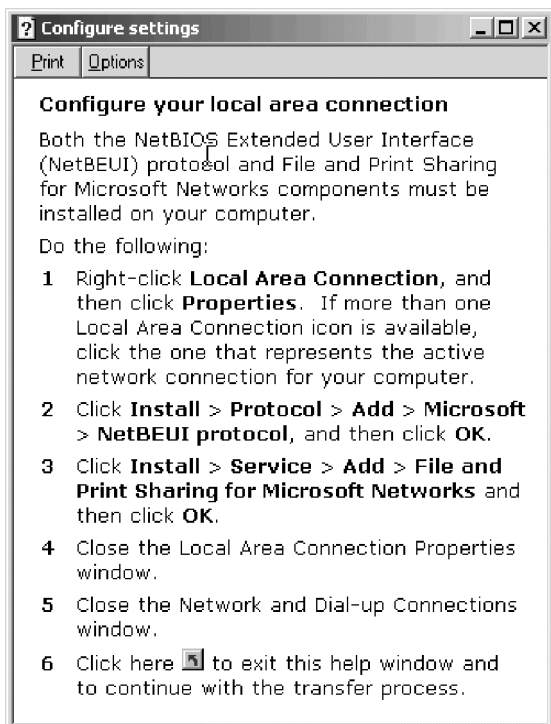 Configure settings
Print Options
Configure your local area connection
Both the NetBIOS Extended User Interface
(NetBEUI) protocol and File and Print Sharing
for Microsoft Networks components must be
installed on your computer.
Do the following:
1 Right-click Local Area Connection, and
then click Properties. If more than one
Local Area Connection icon is available,
click the one that represents the active
network connection for your computer.
2 Click Install > Protocol > Add > Microsoft
> NetBEUI protocol, and then click OK.
3 Click Install > Service > Add > File and
Print Sharing for Microsoft Networks and
then click OK.
4 Close the Local Area Connection Properties
window.
5 Close the Network and Dial-up Connections
window.
6 Click here to exit this help window and
to continue with the transfer process.